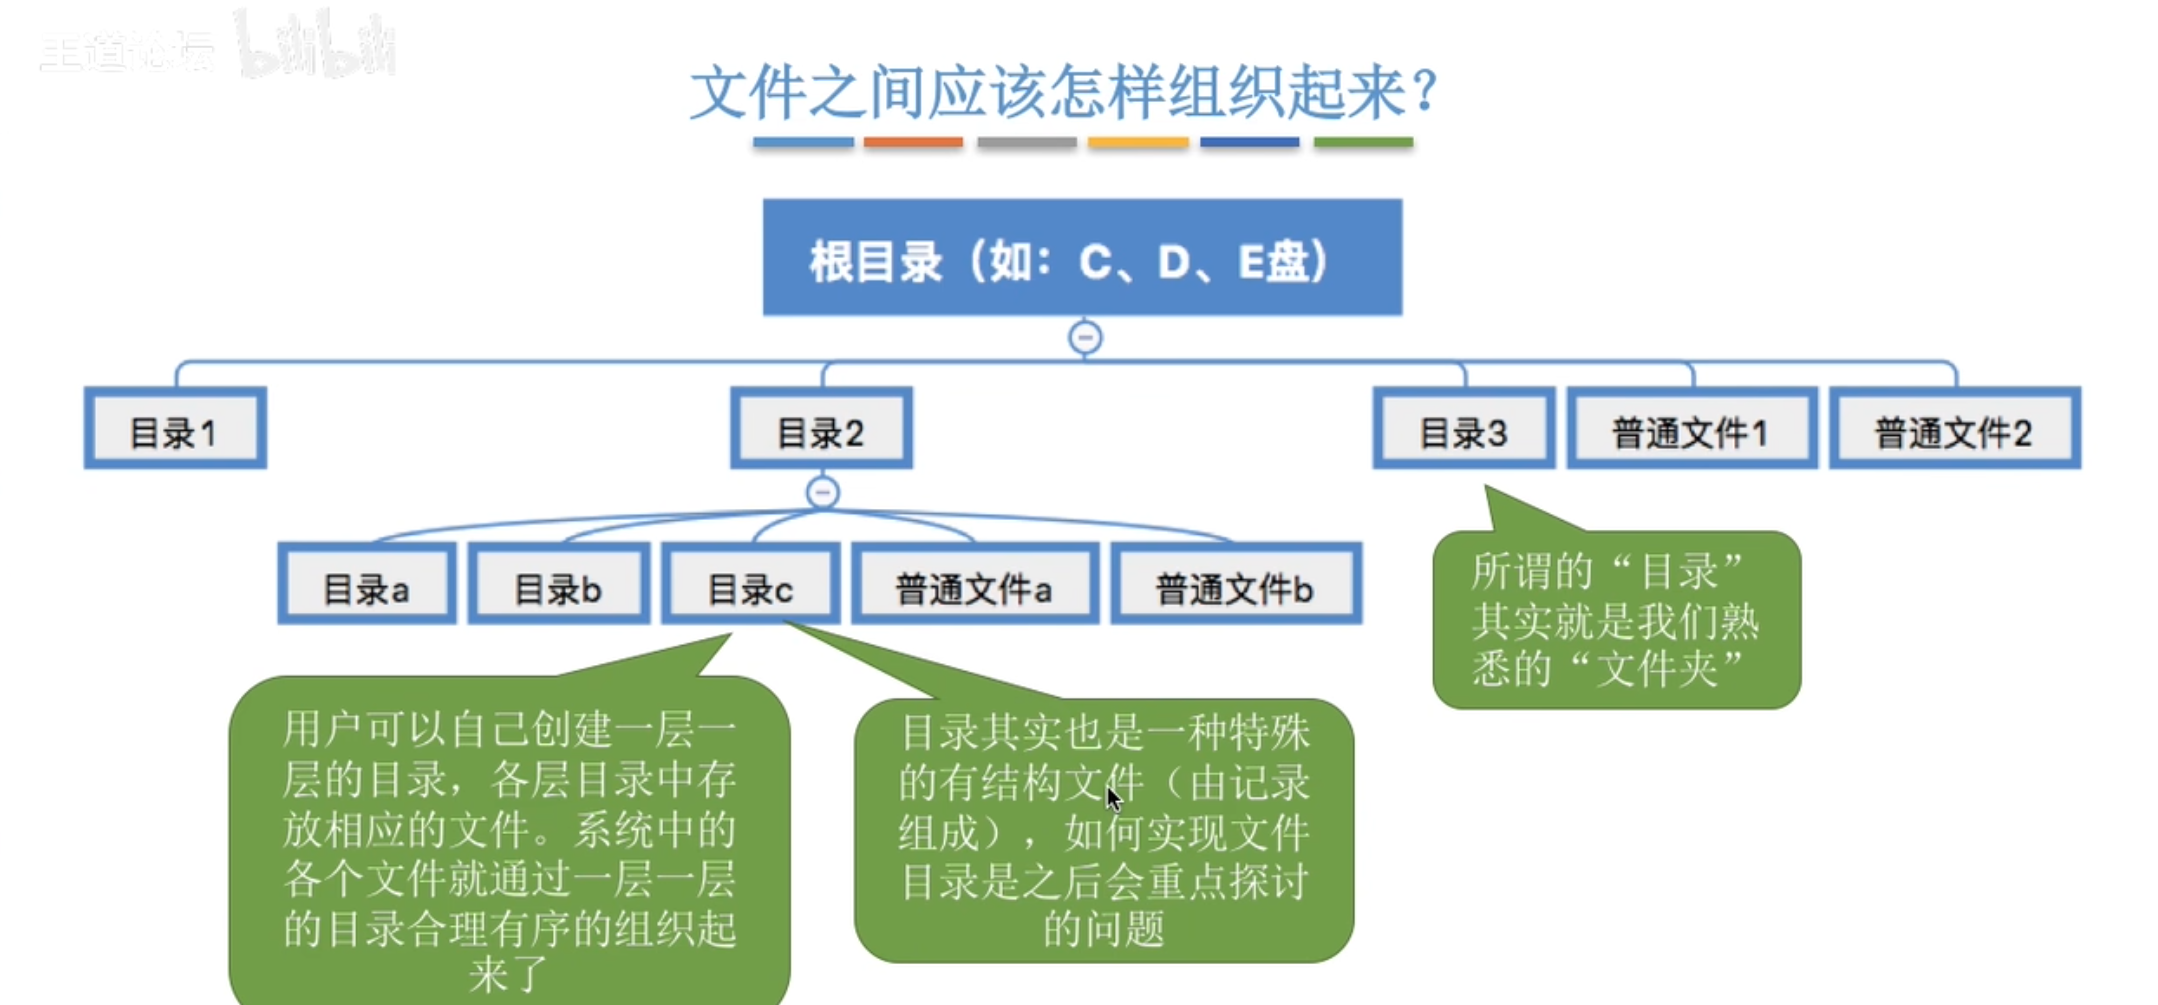 王道论坛 bilibili
文件之间应该怎样组织起来？
根目录（如：C、D、E盘）
目录1
目录2
目录3
普通文件1
普通文件2
目录a
目录b
目录c
普通文件a
普通文件b
所谓的“目录”
其实就是我们熟
悉的“文件夹”
用户可以自己创建一层一
层的目录，各层目录中存
放相应的文件。系统中的
各个文件就通过一层一层
的目录合理有序的组织起
来了
目录其实也是一种特殊
的有结构文件（由记录
组成），如何实现文件
目录是之后会重点探讨
的问题